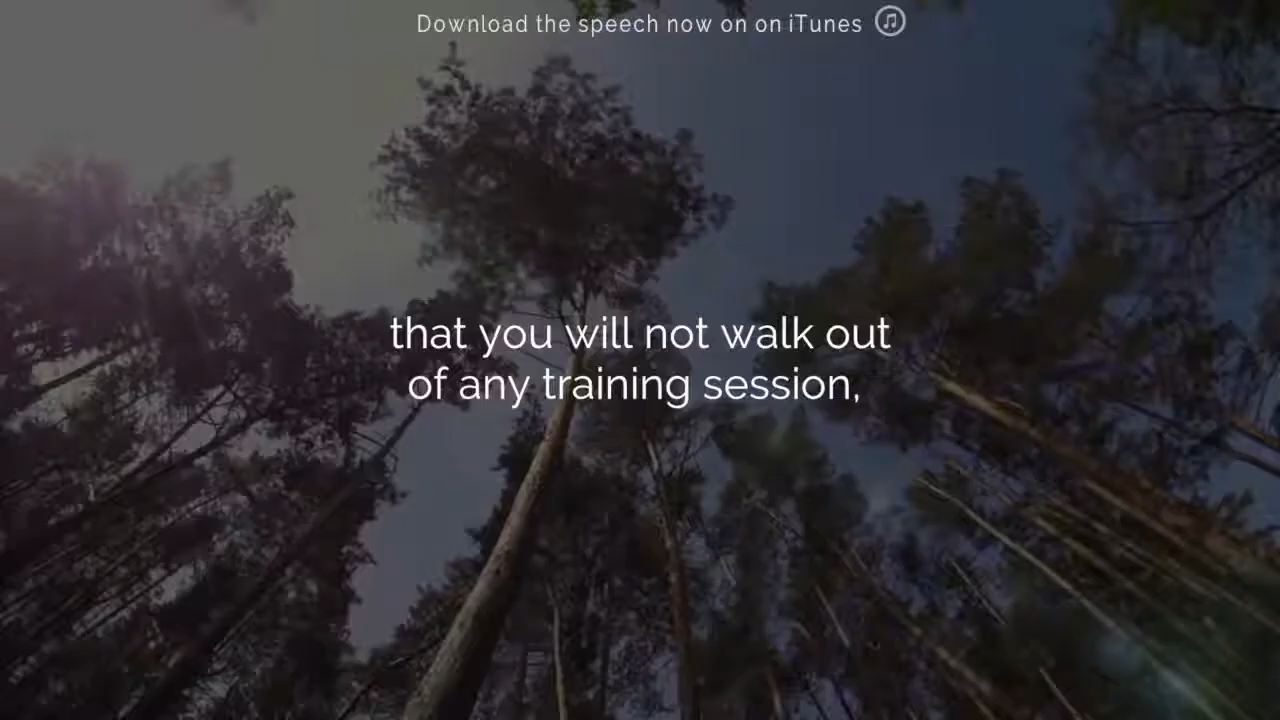 Download the speech now on on iTunes
that you will not walk out
of any training session,